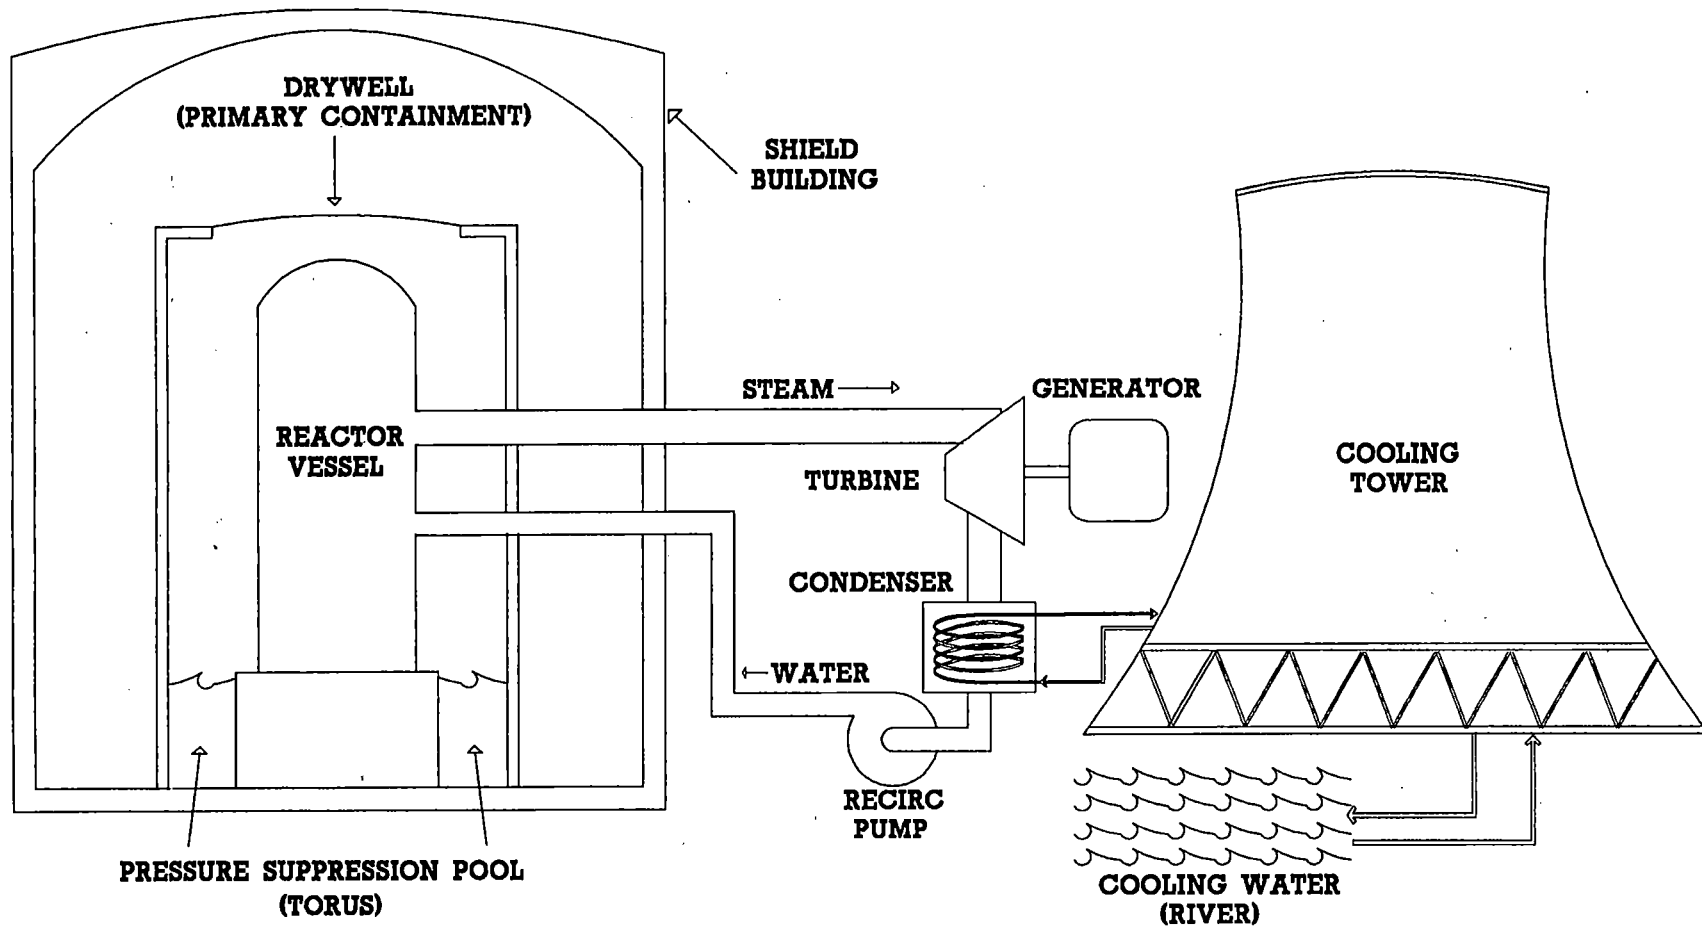 DRYWELL
(PRIMARY CONTAINMENT)
SHIELD
BUILDING
STEAM
GENERATOR
REACTOR
VESSEL
TURBINE
COOLING
TOWER
CONDENSER
WATER
RECIRC
PUMP
PRESSURE SUPPRESSION POOL
(TORUS)
COOLING WATER
(RIVER)